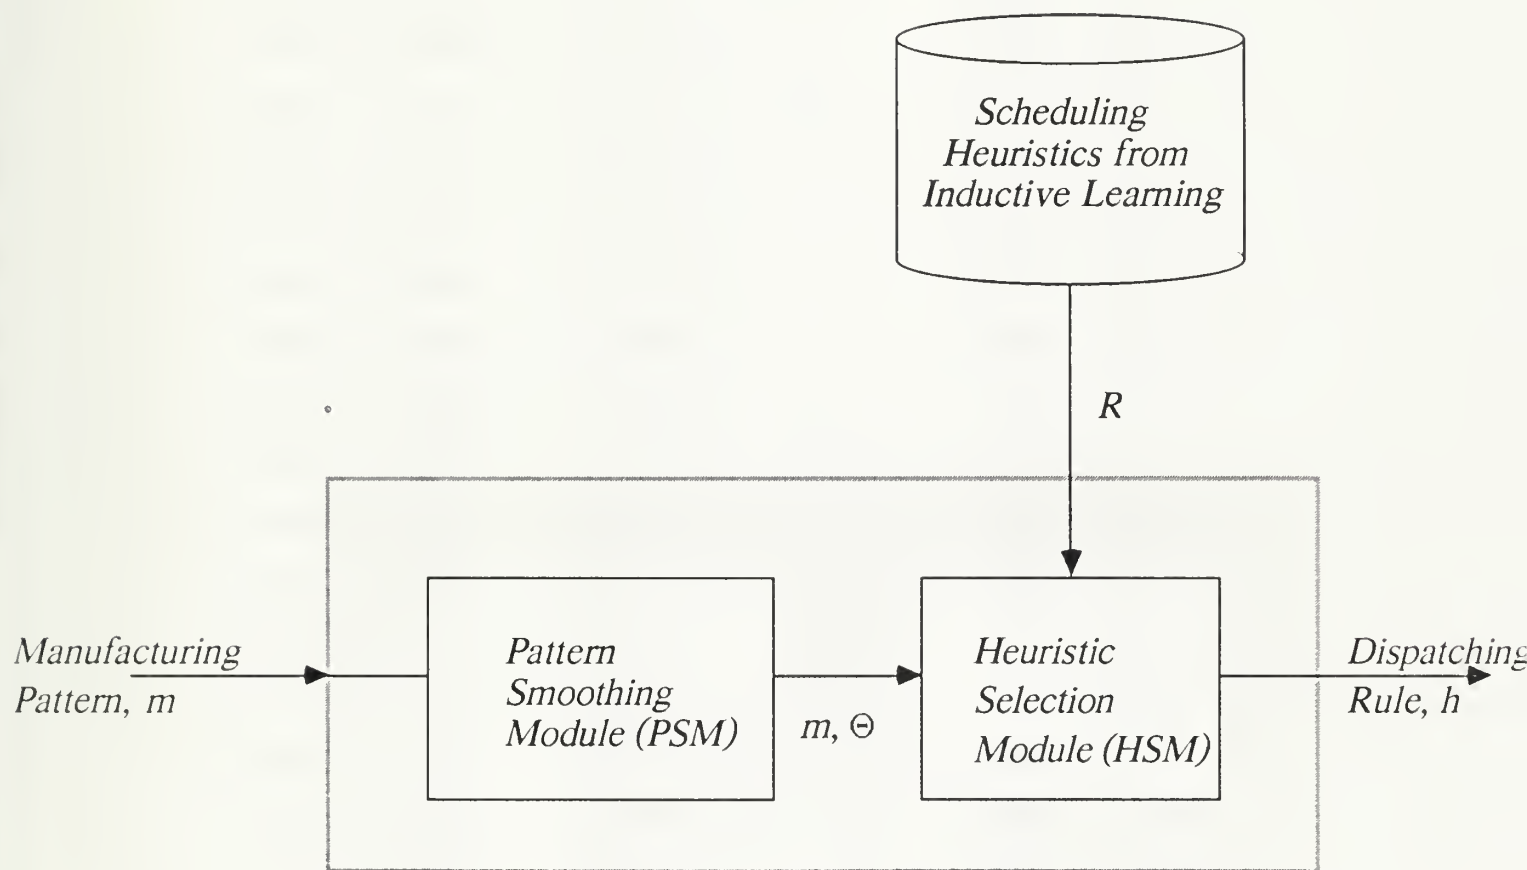 Scheduling
Heuristics from
Inductive Learning
R
Manufacturing
Pattern, m
Pattern
Smoothing
Module (PSM)
m, Θ
Heuristic
Selection
Module (HSM)
Dispatching
Rule, h